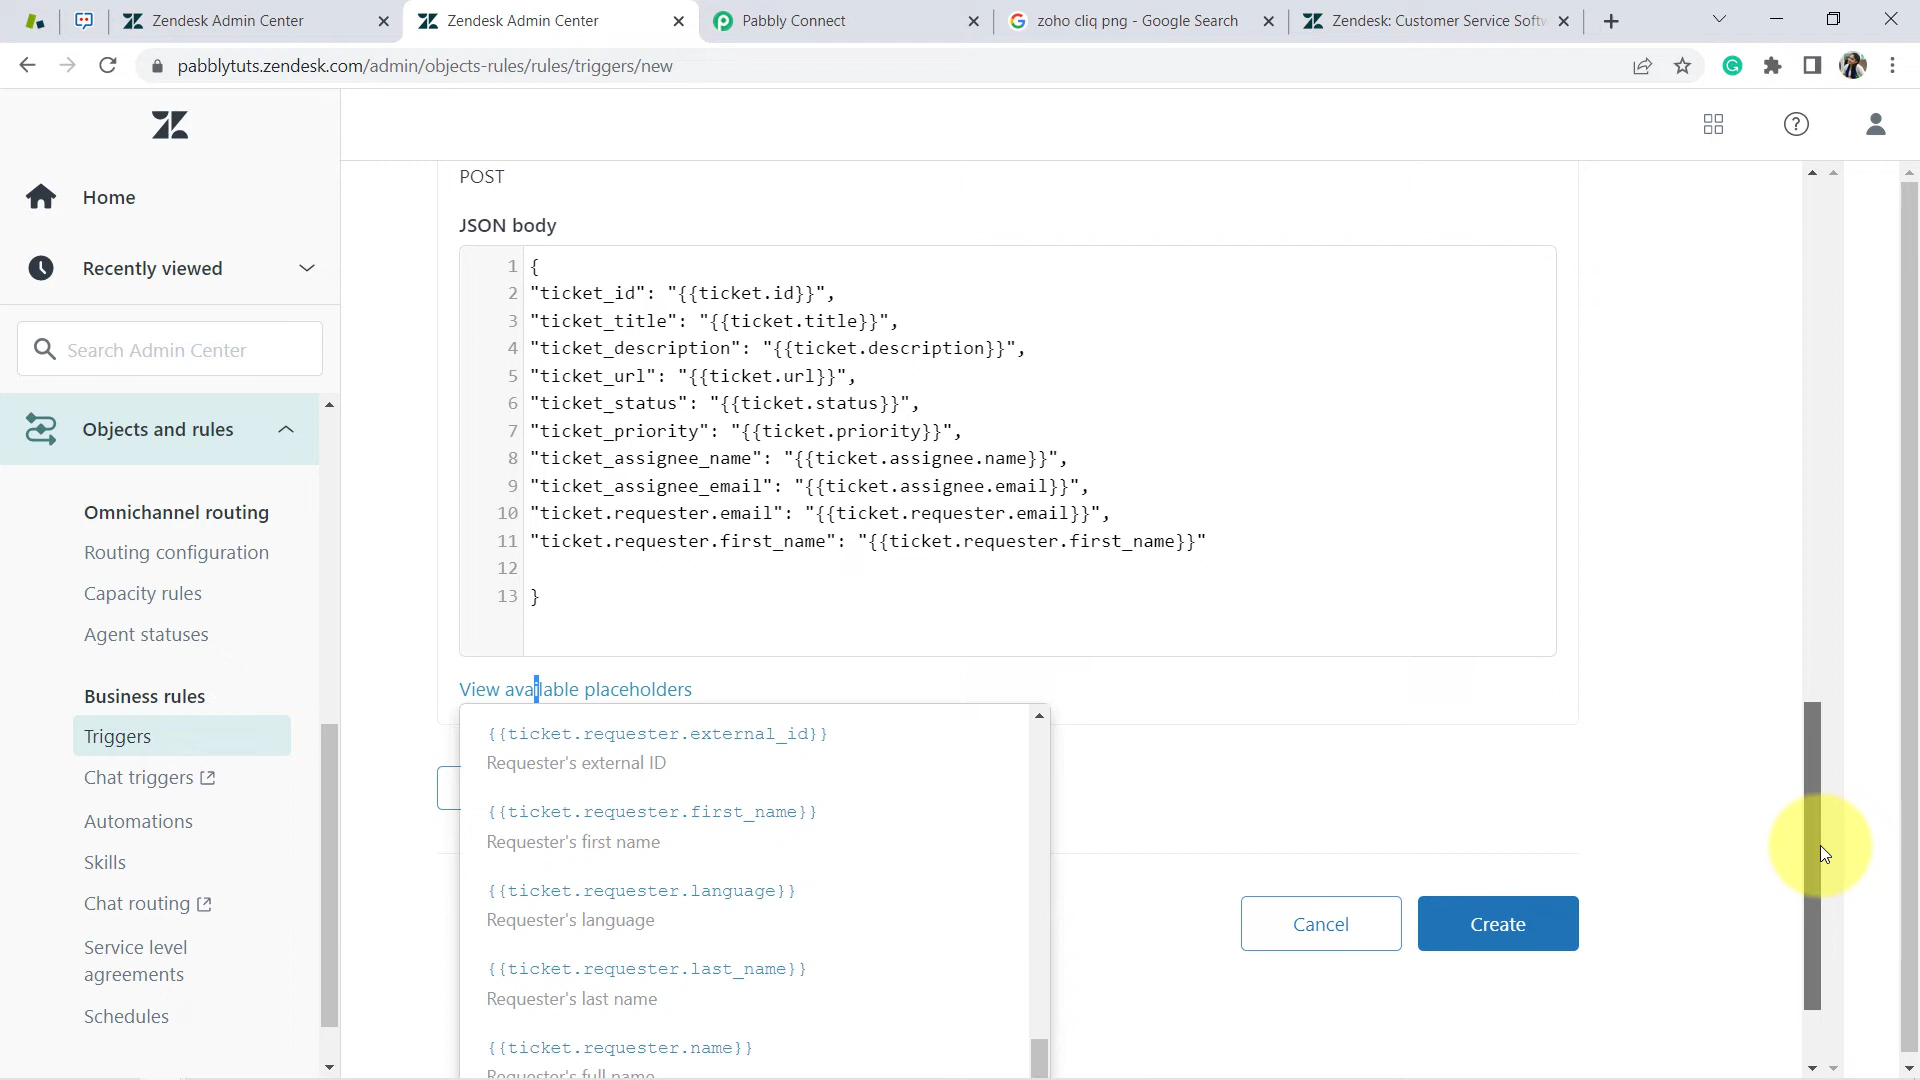 Zendesk Admin Center
Zendesk Admin Center
Pabbly Connect
zoho cliq png - Google Search
Zendesk: Customer Service Softw
pabblytuts.zendesk.com/admin/objects-rules/rules/triggers/new
Home
Recently viewed
Search Admin Center
Objects and rules
Omnichannel routing
Routing configuration
Capacity rules
Agent statuses
Business rules
Triggers
Chat triggers
Automations
Skills
Chat routing
Service level
agreements
Schedules
POST
JSON body
1 {
2 "ticket_id": "{{ticket.id}}",
3 "ticket_title": "{{ticket.title}}",
4 "ticket_description": "{{ticket.description}}",
5 "ticket_url": "{{ticket.url}}",
6 "ticket_status": "{{ticket.status}}",
7 "ticket_priority": "{{ticket.priority}}",
8 "ticket_assignee_name": "{{ticket.assignee.name}}",
9 "ticket_assignee_email": "{{ticket.assignee.email}}",
10 "ticket.requester.email": "{{ticket.requester.email}}",
11 "ticket.requester.first_name": "{{ticket.requester.first_name}}"
12
13 }
View available placeholders
{{ticket.requester.external_id}}
Requester's external ID
{{ticket.requester.first_name}}
Requester's first name
{{ticket.requester.language}}
Requester's language
{{ticket.requester.last_name}}
Requester's last name
{{ticket.requester.name}}
Requester's full name
Cancel
Create